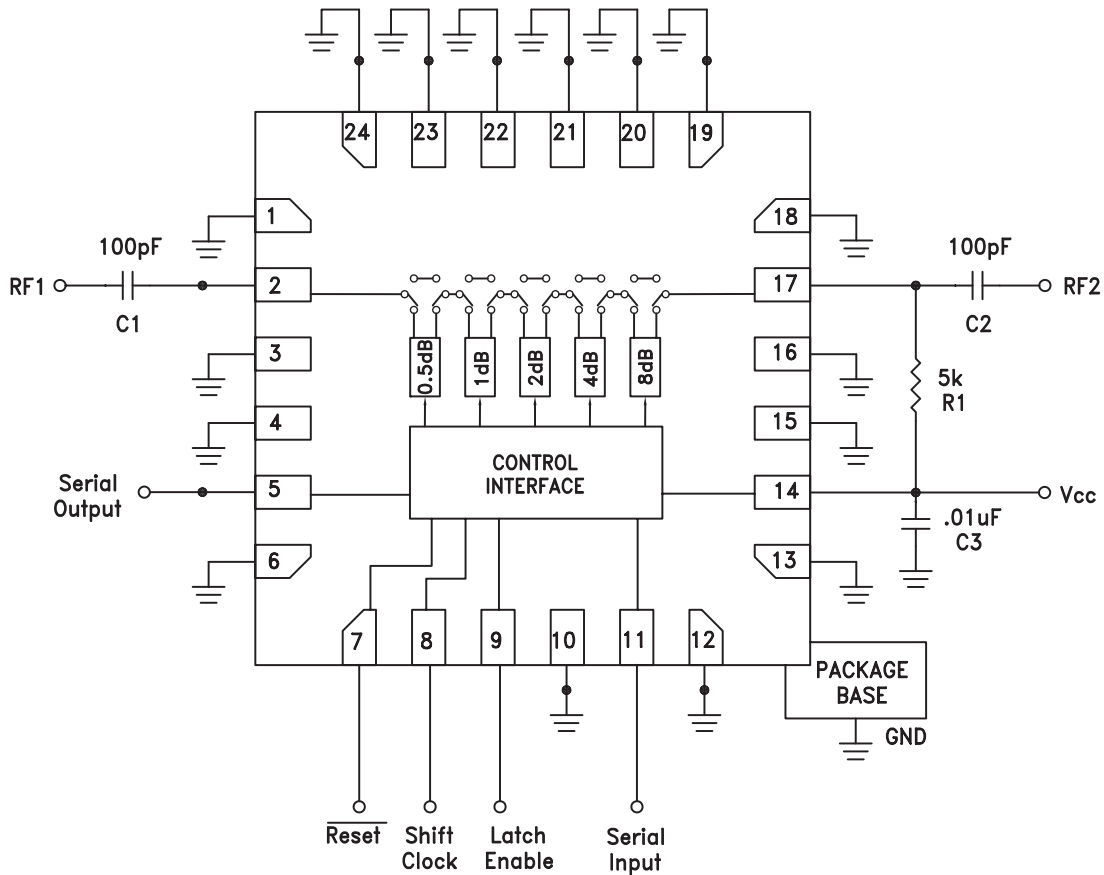 24
23
22
21
20
19
1
18
100pF
100pF
RF1
2
17
RF2
C1
C2
3
16
0.5dB
1dB
2dB
4dB
8dB
5k
R1
4
15
CONTROL
INTERFACE
Serial
Output
5
14
Vcc
.01uF
C3
6
13
7
8
9
10
11
12
PACKAGE
BASE
GND
Reset
Shift
Clock
Latch
Enable
Serial
Input